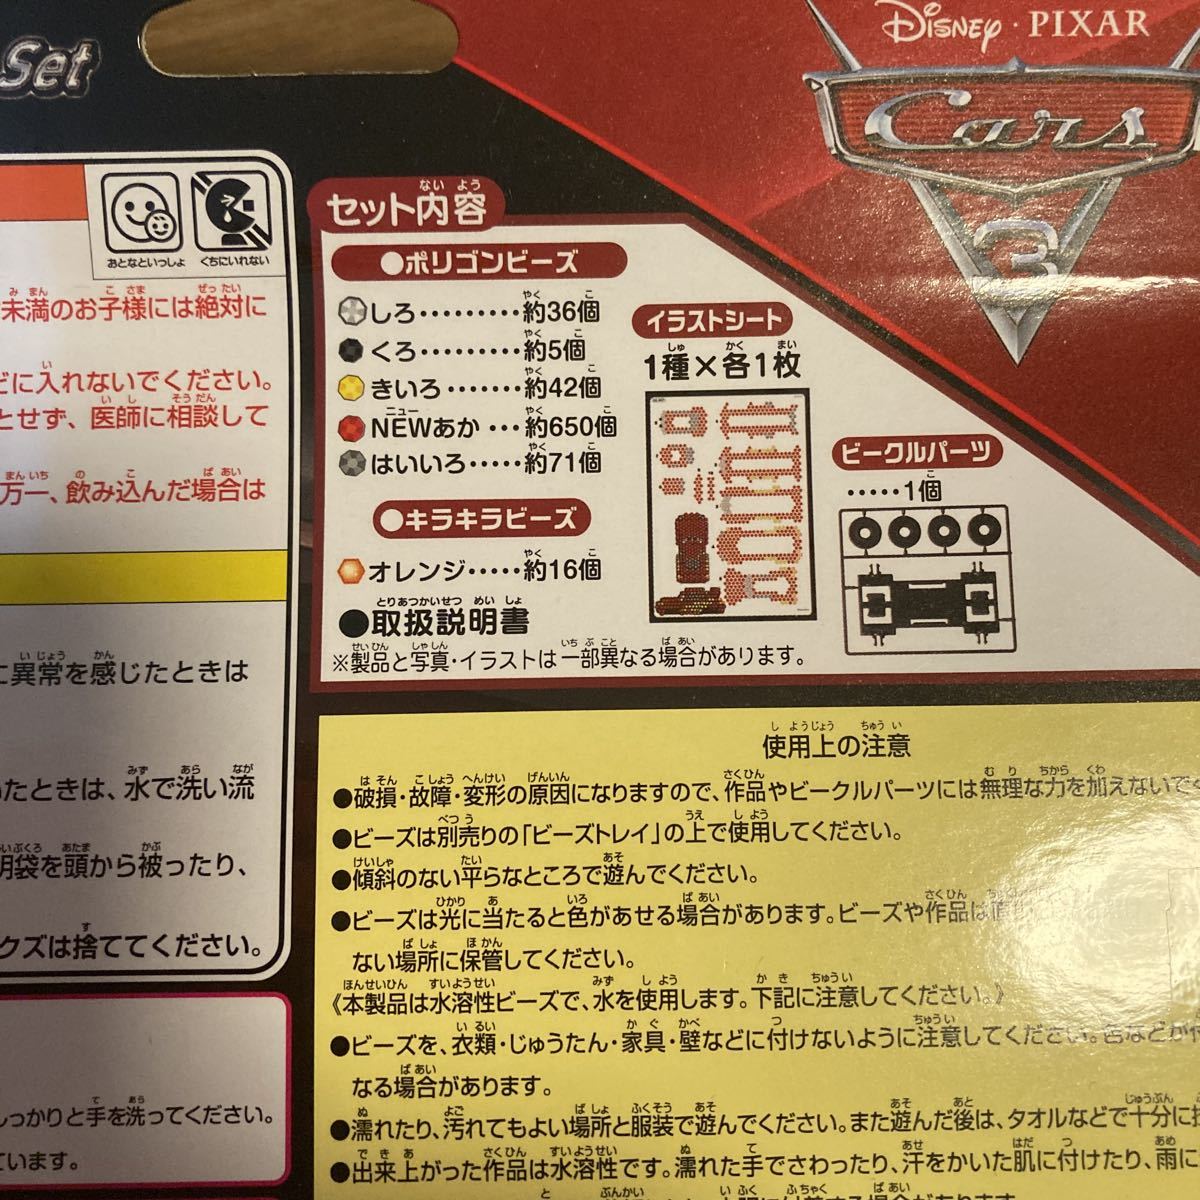 Set
Disney・PIXAR
Cars
3
おとなといっしょ
くちにいれない
未満のお子様には絶対に
に入れないでください。
とせず、医師に相談して
万一、飲み込んだ場合は
に異常を感じたときは
たときは、水で洗い流
袋を頭から被ったり、
クズは捨ててください。
しっかりと手を洗ってください。
ています。
セット内容
●ポリゴンビーズ
しろ………約36個
くろ………約5個
きいろ……約42個
NEWあか…約650個
はいいろ……約71個
●キラキラビーズ
オレンジ……約16個
●取扱説明書
イラストシート
1種×各1枚
ビークルパーツ
……1個
※製品と写真・イラストは一部異なる場合があります。
使用上の注意
●破損・故障・変形の原因になりますので、作品やビークルパーツには無理な力を加えないで
●ビーズは別売りの「ビーズトレイ」の上で使用してください。
●傾斜のない平らなところで遊んでください。
●ビーズは光に当たると色があせる場合があります。ビーズや作品は
ない場所に保管してください。
《本製品は水溶性ビーズで、水を使用します。下記に注意してください。》
●ビーズを、衣類・じゅうたん・家具・壁などに付けないように注意してください。色などが
なる場合があります。
●濡れたり、汚れてもよい場所と服装で遊んでください。また遊んだ後は、タオルなどで十分に
●出来上がった作品は水溶性です。濡れた手でさわったり、汗をかいた肌に付けたり、雨に